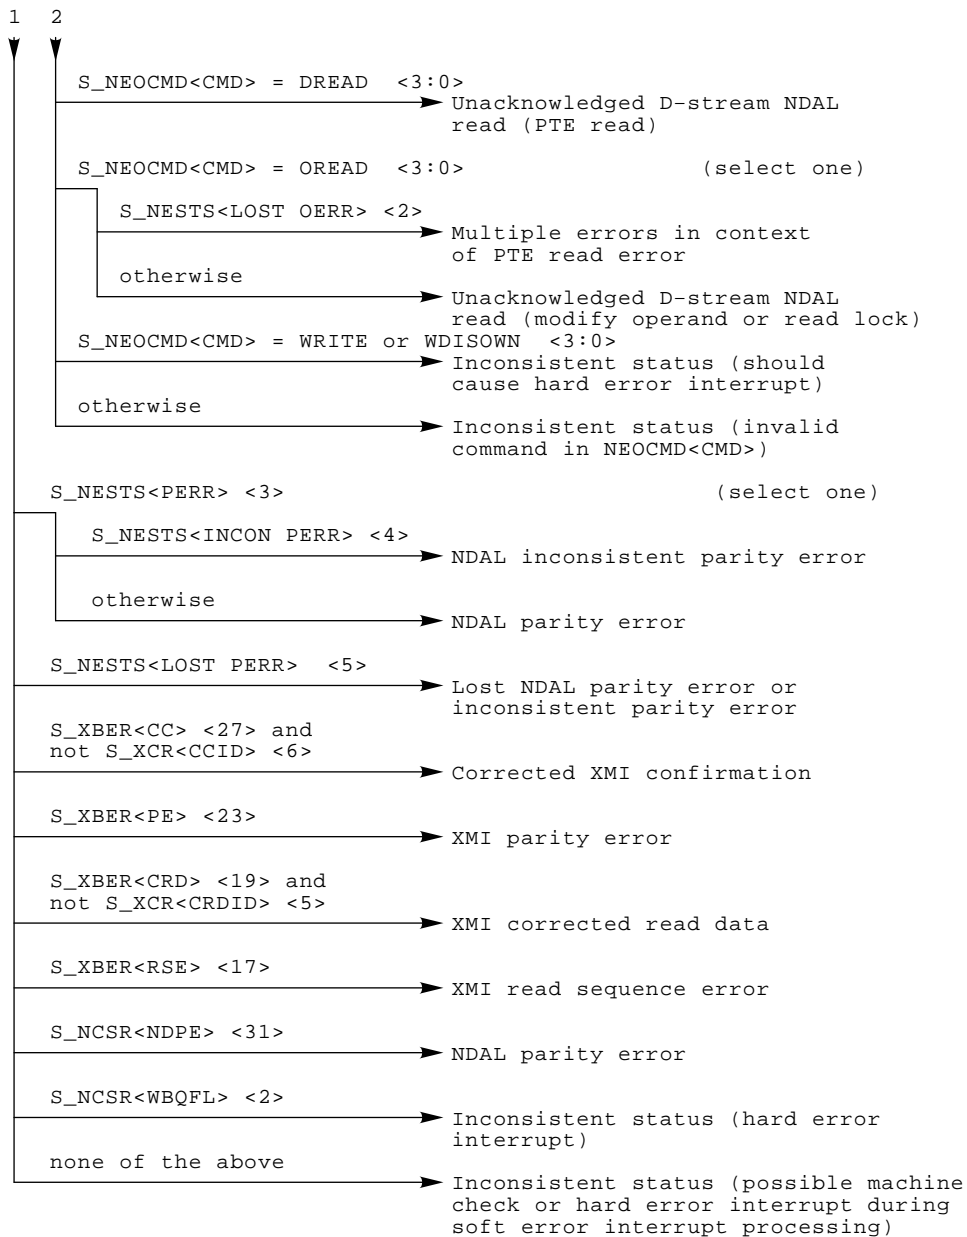 1 2
S_NEOCMD<CMD> = DREAD <3:0>
Unacknowledged D-stream NDAL
read (PTE read)
S_NEOCMD<CMD> = OREAD <3:0> (select one)
S_NESTS<LOST OERR> <2>
Multiple errors in context
of PTE read error
otherwise
Unacknowledged D-stream NDAL
read (modify operand or read lock)
S_NEOCMD<CMD> = WRITE or WDISOWN <3:0>
Inconsistent status (should
cause hard error interrupt)
otherwise
Inconsistent status (invalid
command in NEOCMD<CMD>)
S_NESTS<PERR> <3> (select one)
S_NESTS<INCON PERR> <4>
NDAL inconsistent parity error
otherwise
NDAL parity error
S_NESTS<LOST PERR> <5>
Lost NDAL parity error or
inconsistent parity error
S_XBER<CC> <27> and
not S_XCR<CCID> <6>
Corrected XMI confirmation
S_XBER<PE> <23>
XMI parity error
S_XBER<CRD> <19> and
not S_XCR<CRDID> <5>
XMI corrected read data
S_XBER<RSE> <17>
XMI read sequence error
S_NCSR<NDPE> <31>
NDAL parity error
S_NCSR<WBQFL> <2>
Inconsistent status (hard error
interrupt)
none of the above
Inconsistent status (possible machine
check or hard error interrupt during
soft error interrupt processing)